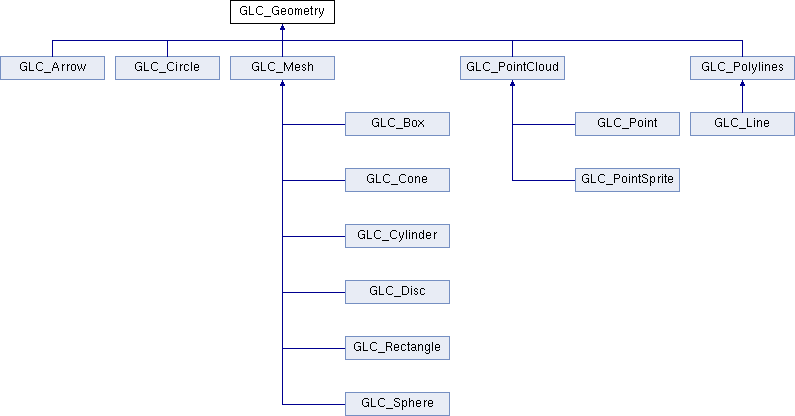 GLC_Geometry
GLC_Arrow
GLC_Circle
GLC_Mesh
GLC_PointCloud
GLC_Polylines
GLC_Box
GLC_Point
GLC_Line
GLC_Cone
GLC_PointSprite
GLC_Cylinder
GLC_Disc
GLC_Rectangle
GLC_Sphere